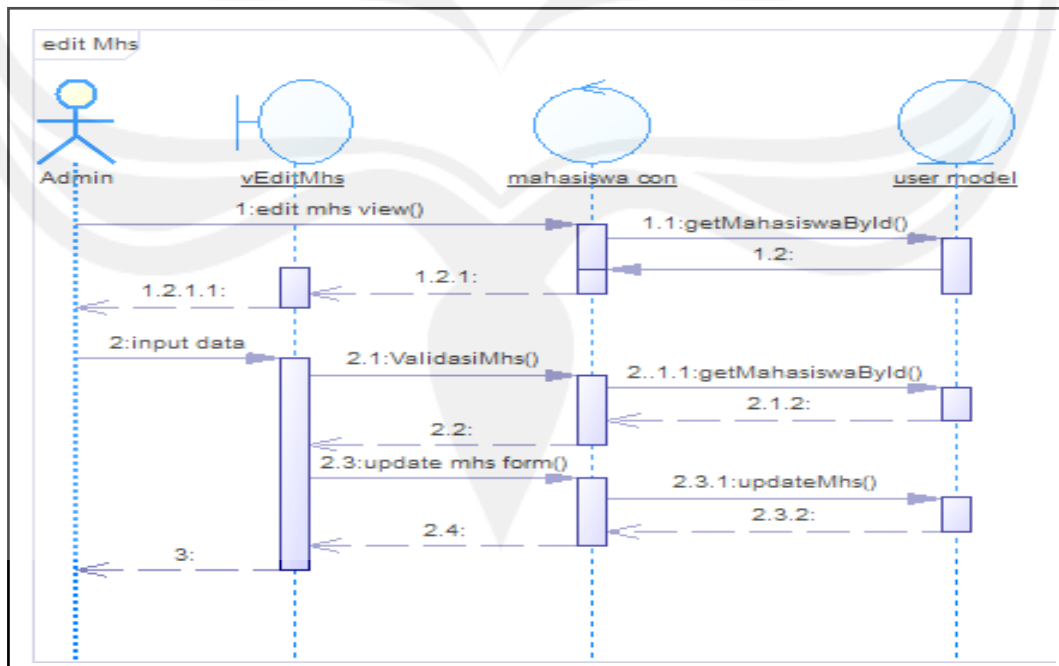 edit Mhs
Admin
vEditMhs
mahasiswa con
user model
1:edit mhs view()
1.1:getMahasiswaById()
1.2:
1.2.1:
1.2.1.1:
2:input data
2.1:ValidasiMhs()
2..1.1:getMahasiswaById()
2.1.2:
2.2:
2.3:update mhs form()
2.3.1:updateMhs()
2.3.2:
2.4:
3: